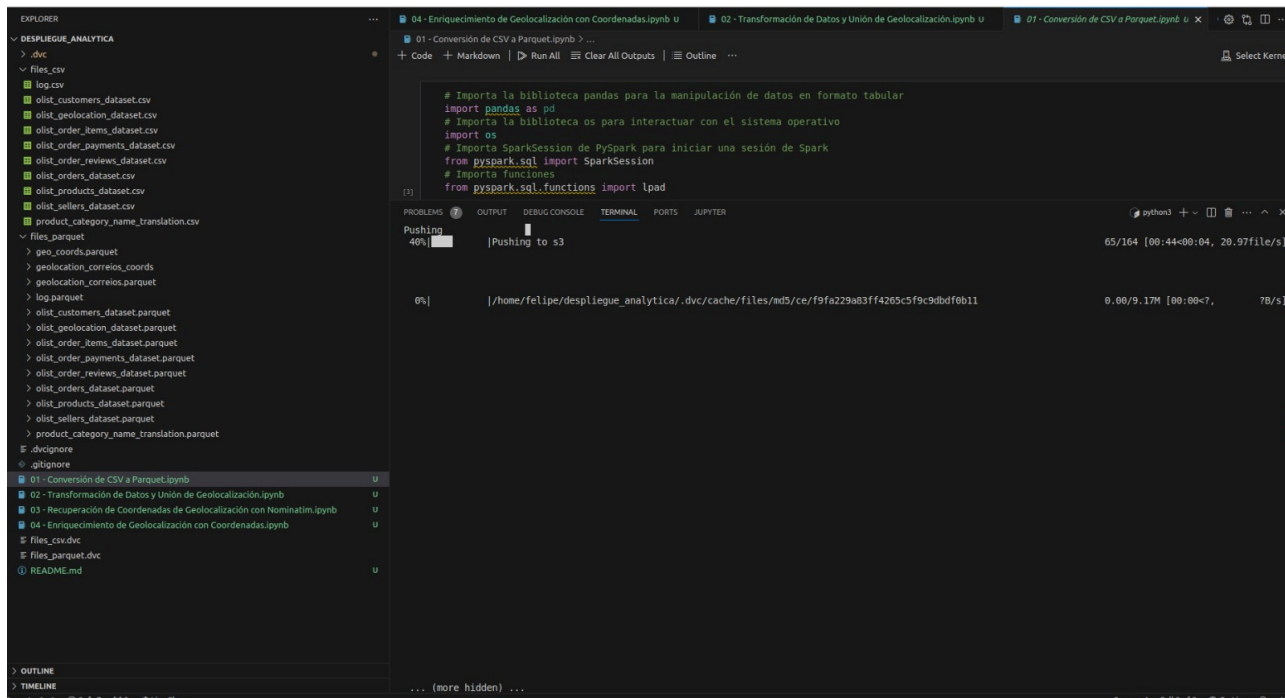 EXPLORER
DESPLIEGUE_ANALYTICA
.dvc
files_csv
log.csv
olist_customers_dataset.csv
olist_geolocation_dataset.csv
olist_order_items_dataset.csv
olist_order_payments_dataset.csv
olist_order_reviews_dataset.csv
olist_orders_dataset.csv
olist_products_dataset.csv
olist_sellers_dataset.csv
product_category_name_translation.csv
files_parquet
geo_coords.parquet
geolocation_correios_coords
geolocation_correios.parquet
log.parquet
olist_customers_dataset.parquet
olist_geolocation_dataset.parquet
olist_order_items_dataset.parquet
olist_order_payments_dataset.parquet
olist_order_reviews_dataset.parquet
olist_orders_dataset.parquet
olist_products_dataset.parquet
olist_sellers_dataset.parquet
product_category_name_translation.parquet
.dvcignore
.gitignore
01 - Conversión de CSV a Parquet.ipynb U
02 - Transformación de Datos y Unión de Geolocalización.ipynb U
03 - Recuperación de Coordenadas de Geolocalización con Nominatim.ipynb U
04 - Enriquecimiento de Geolocalización con Coordenadas.ipynb U
files_csv.dvc
files_parquet.dvc
README.md U
OUTLINE
TIMELINE
04 - Enriquecimiento de Geolocalización con Coordenadas.ipynb U 02 - Transformación de Datos y Unión de Geolocalización.ipynb U 01 - Conversión de CSV a Parquet.ipynb U
01 - Conversión de CSV a Parquet.ipynb > ...
+ Code + Markdown | Run All Clear All Outputs | Outline ... Select Kerne
# Importa la biblioteca pandas para la manipulación de datos en formato tabular
import pandas as pd
# Importa la biblioteca os para interactuar con el sistema operativo
import os
# Importa SparkSession de PySpark para iniciar una sesión de Spark
from pyspark.sql import SparkSession
# Importa funciones
from pyspark.sql.functions import lpad
PROBLEMS 7 OUTPUT DEBUG CONSOLE TERMINAL PORTS JUPYTER python3
Pushing
40%| |Pushing to s3 65/164 [00:44<00:04, 20.97file/s]
0%| |/home/felipe/despliegue_analytica/.dvc/cache/files/md5/ce/f9fa229a83ff4265c5f9c9dbdf0b11 0.00/9.17M [00:00<?, ?B/s]
... (more hidden) ...